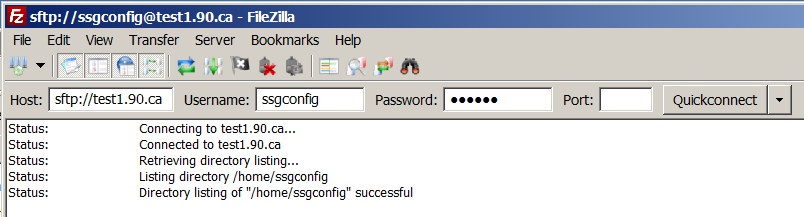 Fz sftp://ssgconfig@test1.90.ca - FileZilla
File Edit View Transfer Server Bookmarks Help
Host: sftp://test1.90.ca Username: ssgconfig Password: ●●●●●● Port: Quickconnect
Status: Connecting to test1.90.ca...
Status: Connected to test1.90.ca
Status: Retrieving directory listing...
Status: Listing directory /home/ssgconfig
Status: Directory listing of "/home/ssgconfig" successful